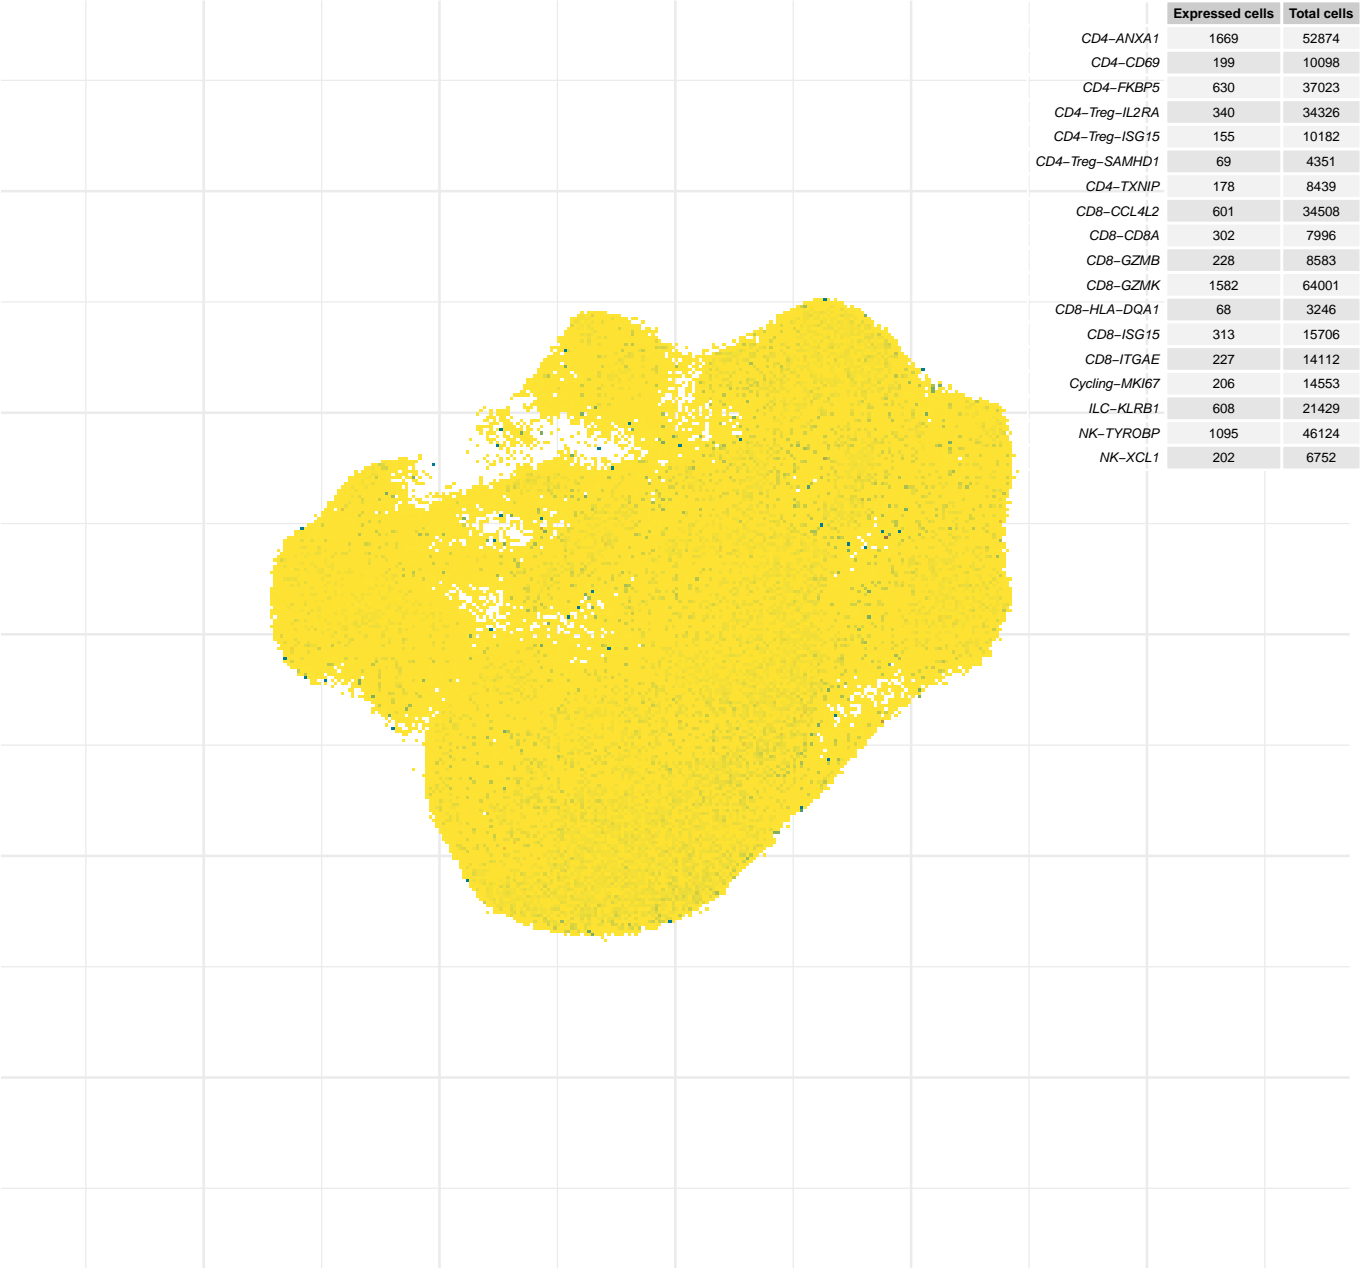 Expressed cells Total cells
CD4−ANXA1 1669 52874
CD4−CD69 199 10098
CD4−FKBP5 630 37023
CD4−Treg−IL2RA 340 34326
CD4−Treg−ISG15 155 10182
CD4−Treg−SAMHD1 69 4351
CD4−TXNIP 178 8439
CD8−CCL4L2 601 34508
CD8−CD8A 302 7996
CD8−GZMB 228 8583
CD8−GZMK 1582 64001
CD8−HLA−DQA1 68 3246
CD8−ISG15 313 15706
CD8−ITGAE 227 14112
Cycling−MKI67 206 14553
ILC−KLRB1 608 21429
NK−TYROBP 1095 46124
NK−XCL1 202 6752